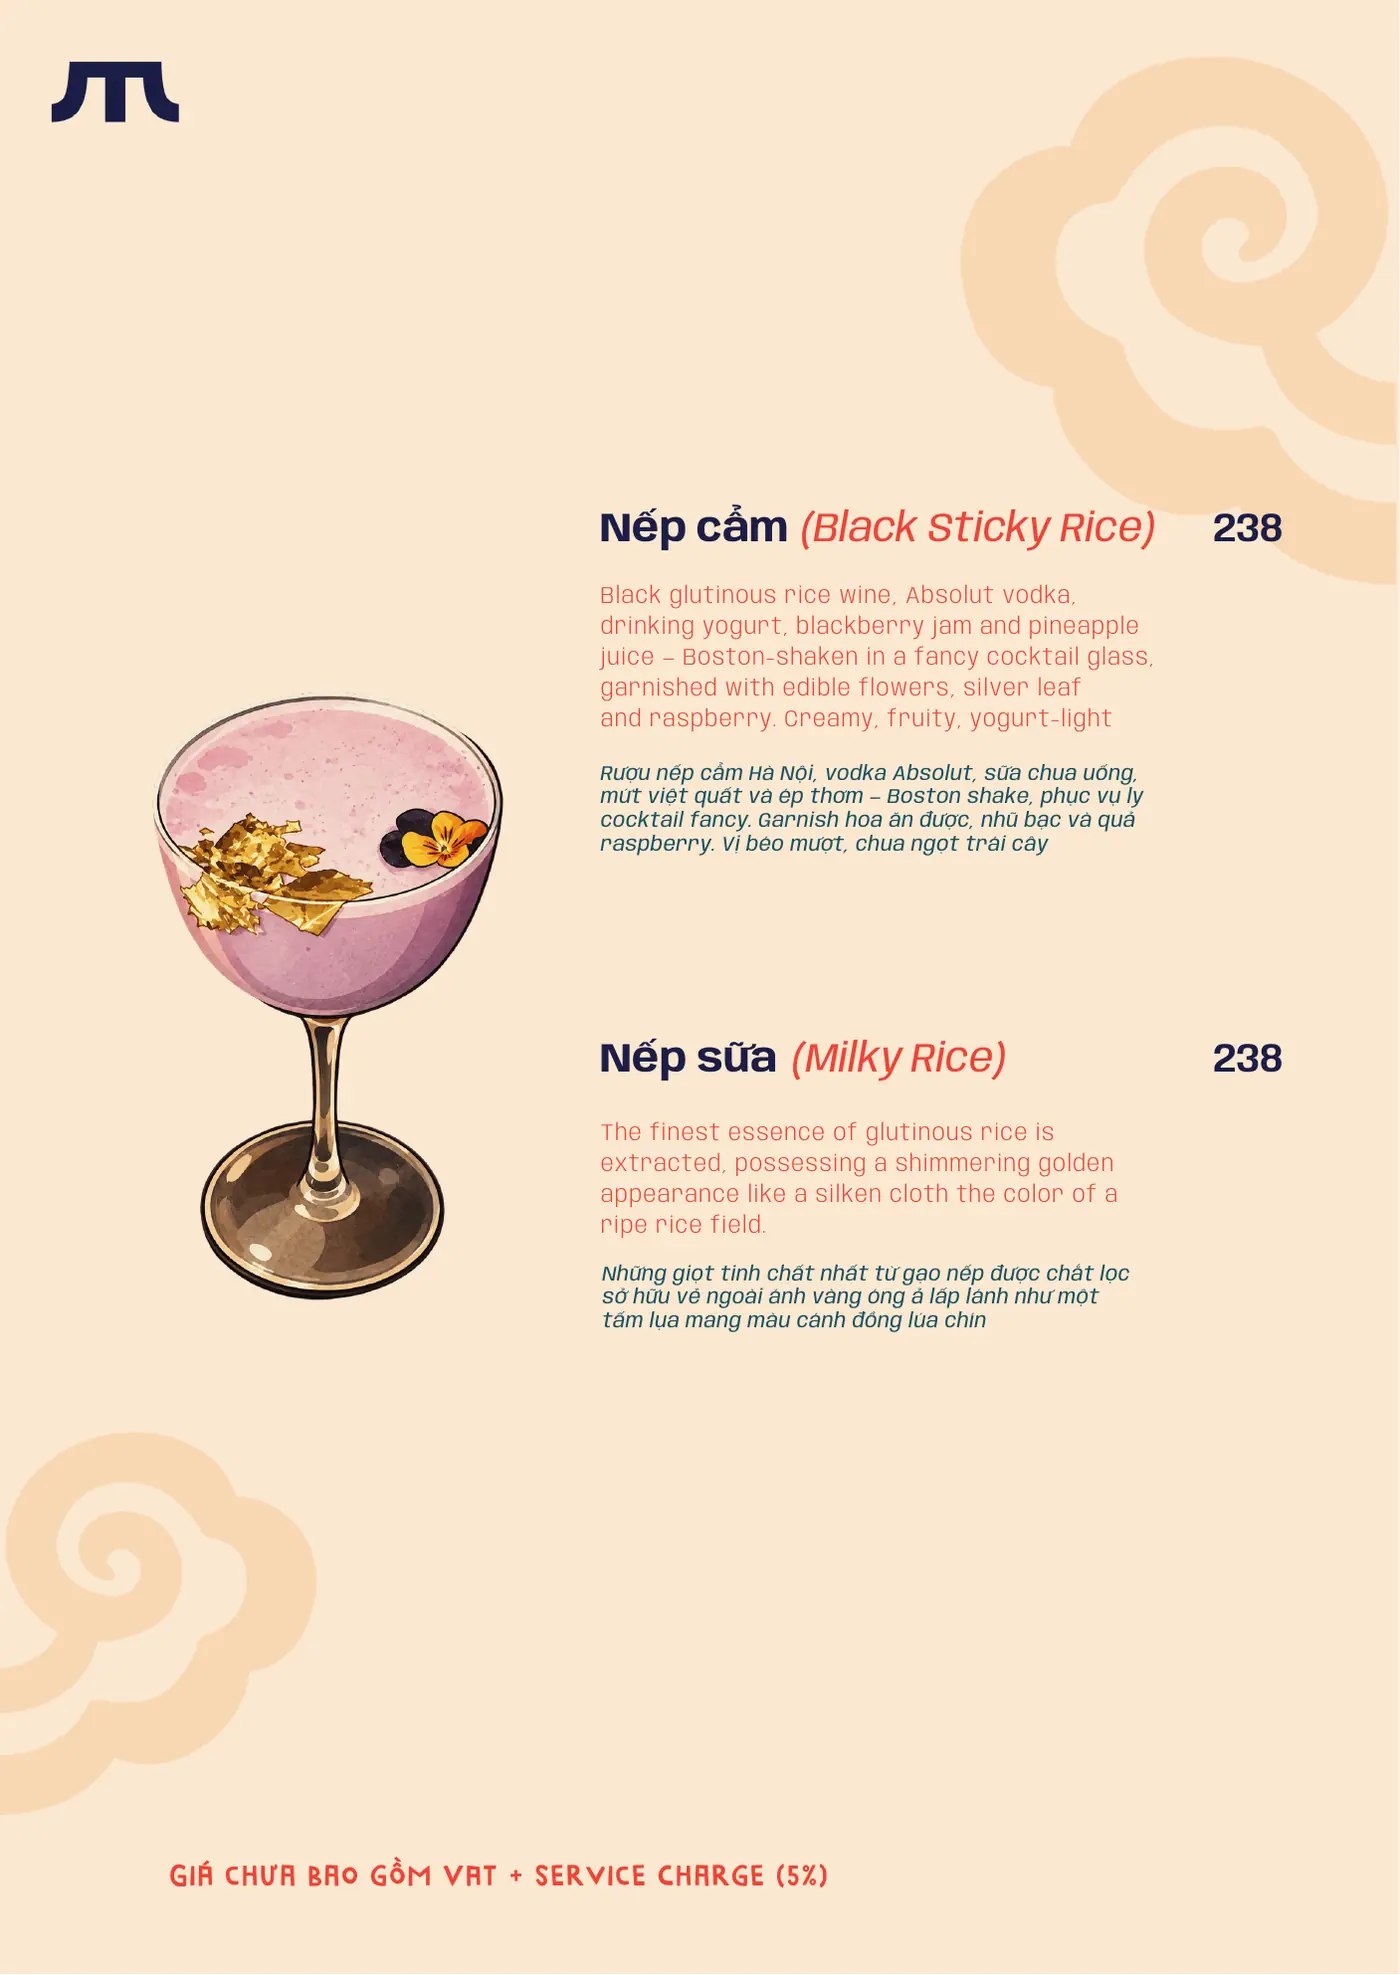 Nếp cẩm (Black Sticky Rice) 238
Black glutinous rice wine, Absolut vodka,
drinking yogurt, blackberry jam and pineapple
juice – Boston-shaken in a fancy cocktail glass,
garnished with edible flowers, silver leaf
and raspberry. Creamy, fruity, yogurt-light
Rượu nếp cẩm Hà Nội, vodka Absolut, sữa chua uống,
mứt việt quất và ép thơm – Boston shake, phục vụ ly
cocktail fancy. Garnish hoa ăn được, nhũ bạc và quả
raspberry. Vị béo mượt, chua ngọt trái cây
Nếp sữa (Milky Rice) 238
The finest essence of glutinous rice is
extracted, possessing a shimmering golden
appearance like a silken cloth the color of a
ripe rice field.
Những giọt tinh chất nhất từ gạo nếp được chắt lọc
sở hữu vẻ ngoài ánh vàng óng ả lấp lánh như một
tấm lụa mang màu cánh đồng lúa chín
GIÁ CHƯA BAO GỒM VAT + SERVICE CHARGE (5%)